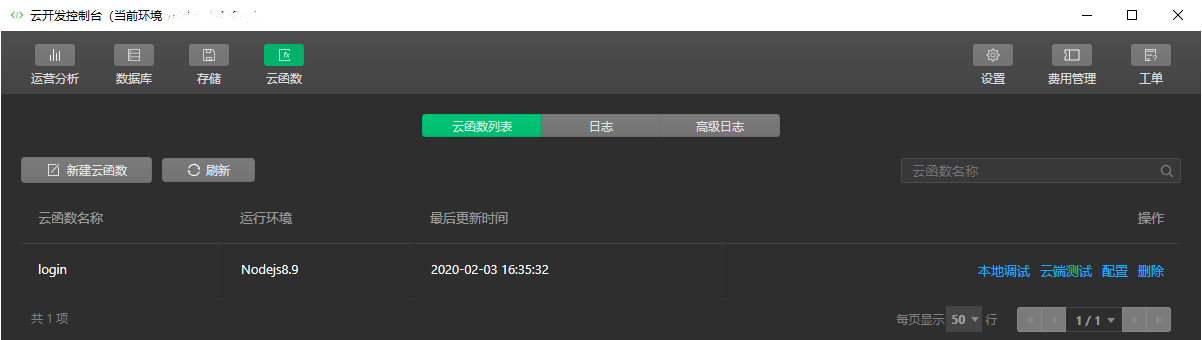 云开发控制台（当前环境
运营分析 数据库 存储 云函数 设置 费用管理 工单
云函数列表 日志 高级日志
新建云函数 刷新 云函数名称
云函数名称 运行环境 最后更新时间 操作
login Nodejs8.9 2020-02-03 16:35:32 本地调试 云端测试 配置 删除
共 1 项 每页显示 50 行 1 / 1